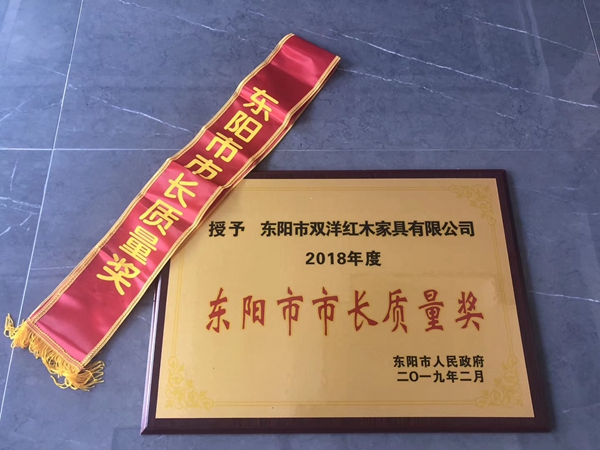 东阳市市长质量奖
授予 东阳市双洋红木家具有限公司
2018年度
东阳市市长质量奖
东阳市人民政府
二〇一九年二月